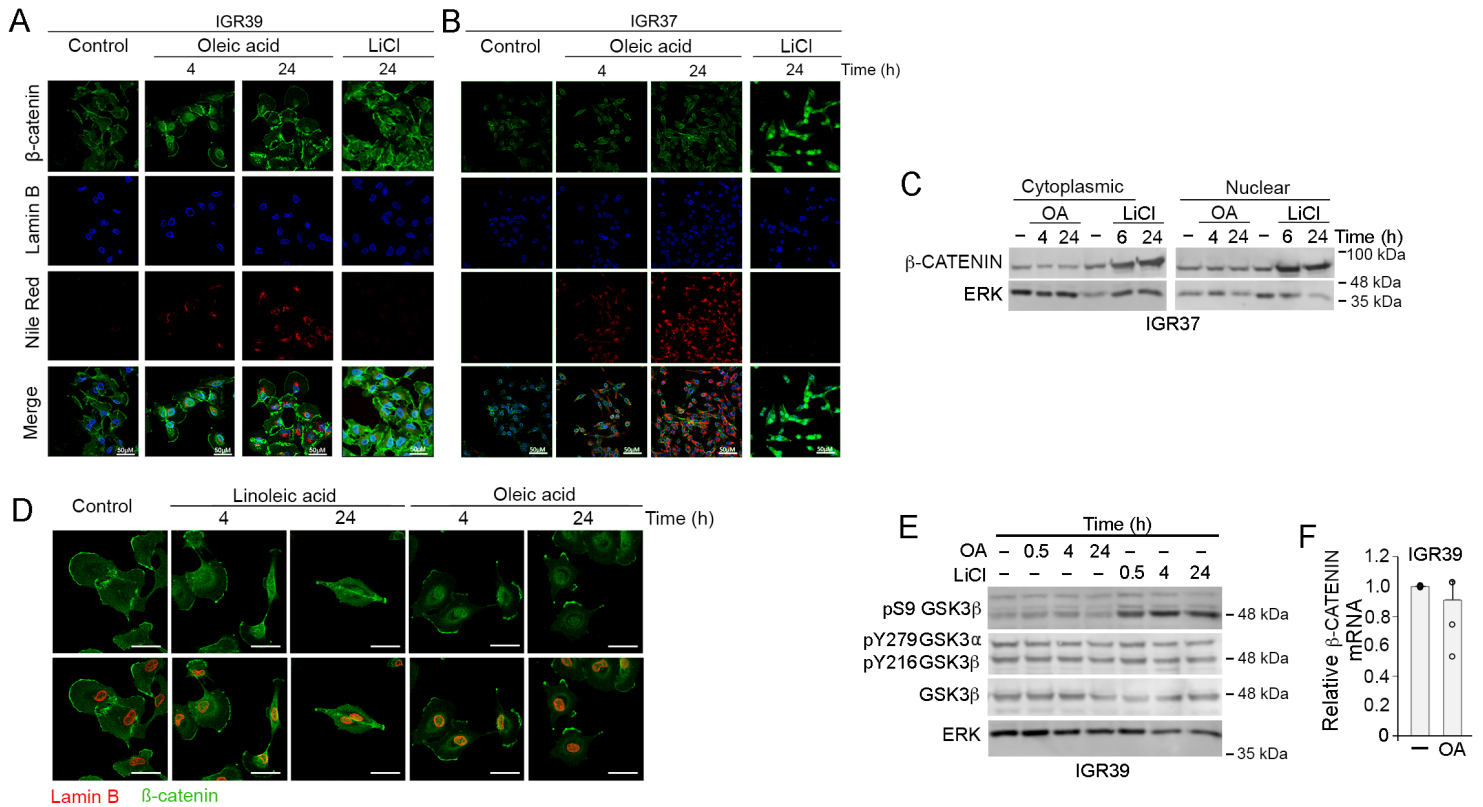 A
IGR39
Control
Oleic acid
LiCl
4
24
24
β-catenin
Lamin B
Nile Red
Merge
50μM
50μM
50μM
50μM
B
IGR37
Control
Oleic acid
LiCl
4
24
24
Time (h)
50μM
50μM
50μM
50μM
C
Cytoplasmic
Nuclear
OA
LiCl
OA
LiCl
– 4 24 – 6 24
– 4 24 – 6 24
Time (h)
β-CATENIN
ERK
100 kDa
48 kDa
35 kDa
IGR37
D
Control
Linoleic acid
Oleic acid
4
24
4
24
Time (h)
Lamin B
ß-catenin
E
Time (h)
OA – 0.5 4 24 – – –
LiCl – – – – 0.5 4 24
pS9 GSK3β
48 kDa
pY279GSK3α
pY216GSK3β
48 kDa
GSK3β
48 kDa
ERK
35 kDa
IGR39
F
IGR39
Relative β-CATENIN
mRNA
1.2
1.0
0.8
0.6
0.4
0.2
0
–
OA